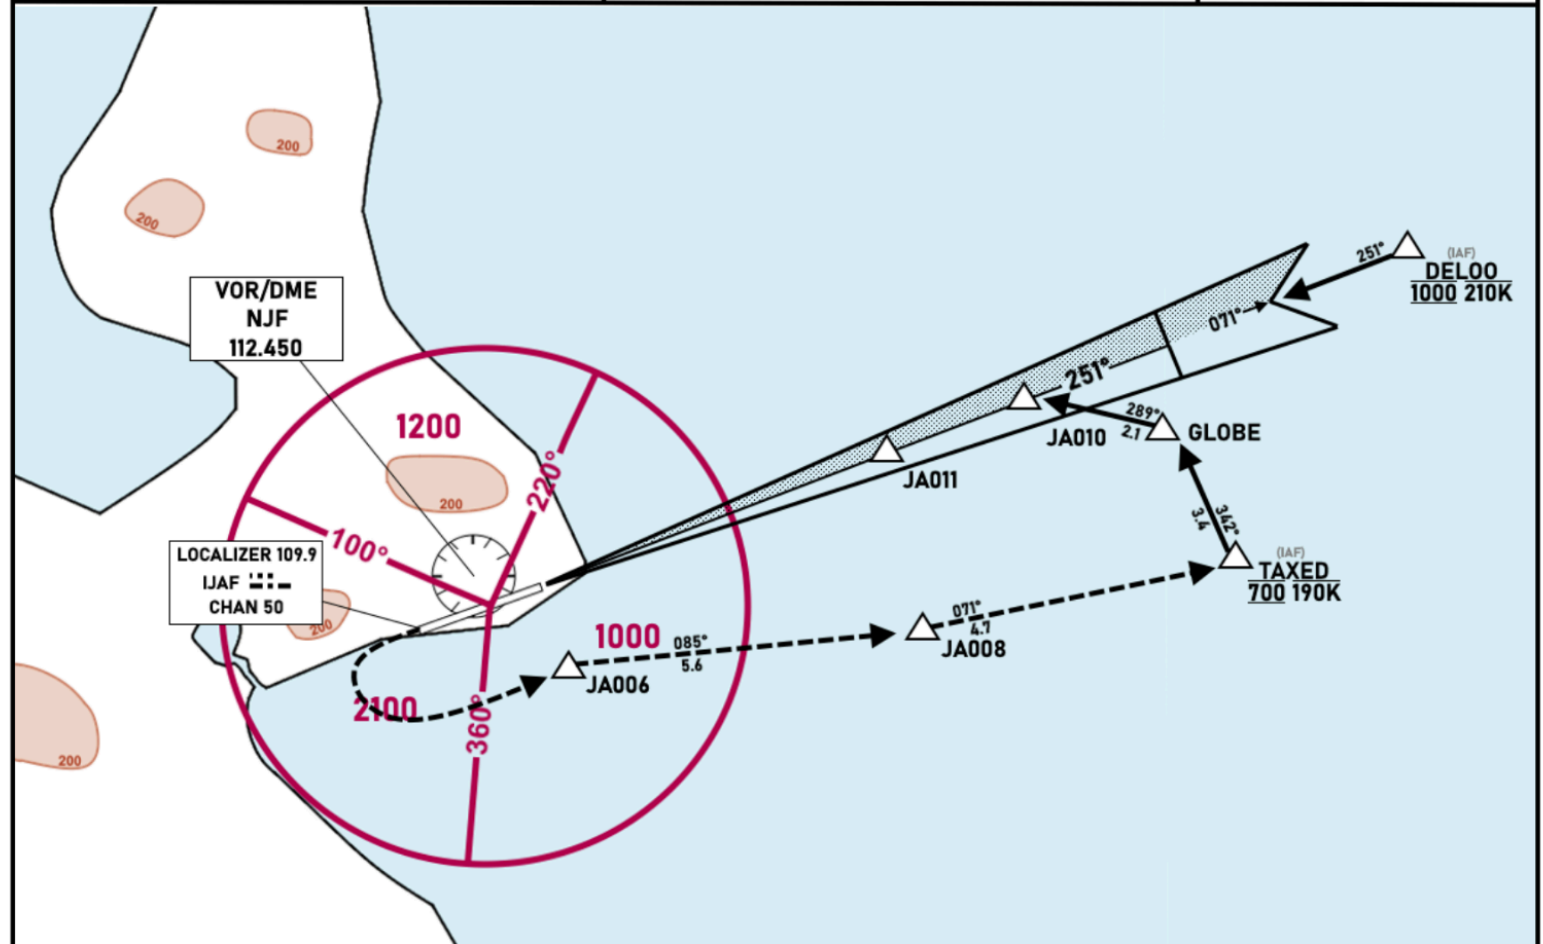 200
200
VOR/DME
NJF
112.450
1200
200
220°
100°
LOCALIZER 109.9
IJAF
CHAN 50
200
1000
2100
360°
200
085°
5.6
JA006
071°
4.7
JA008
JA011
JA010
251°
071°
251°
(IAF)
DELOO
1000 210K
289°
2.1
GLOBE
342°
3.4
(IAF)
TAXED
700 190K